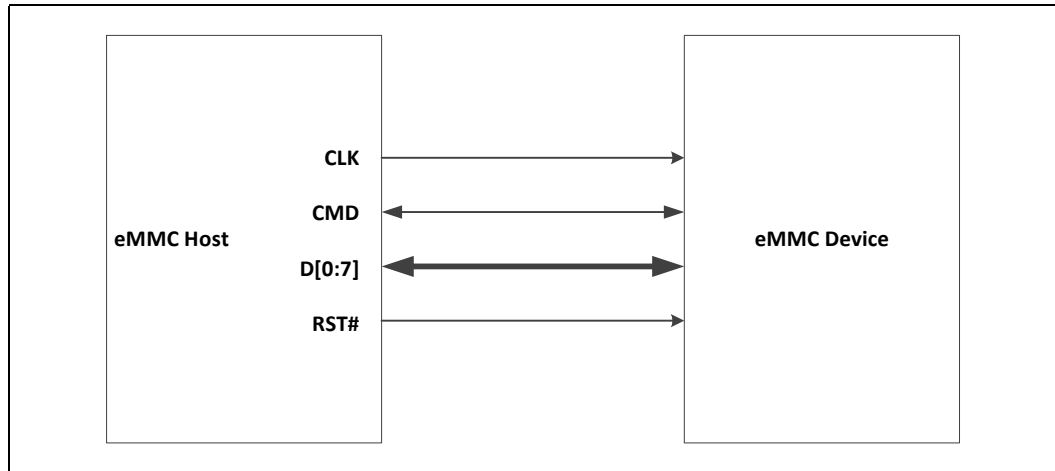 CLK
CMD
eMMC Host
eMMC Device
D[0:7]
RST#